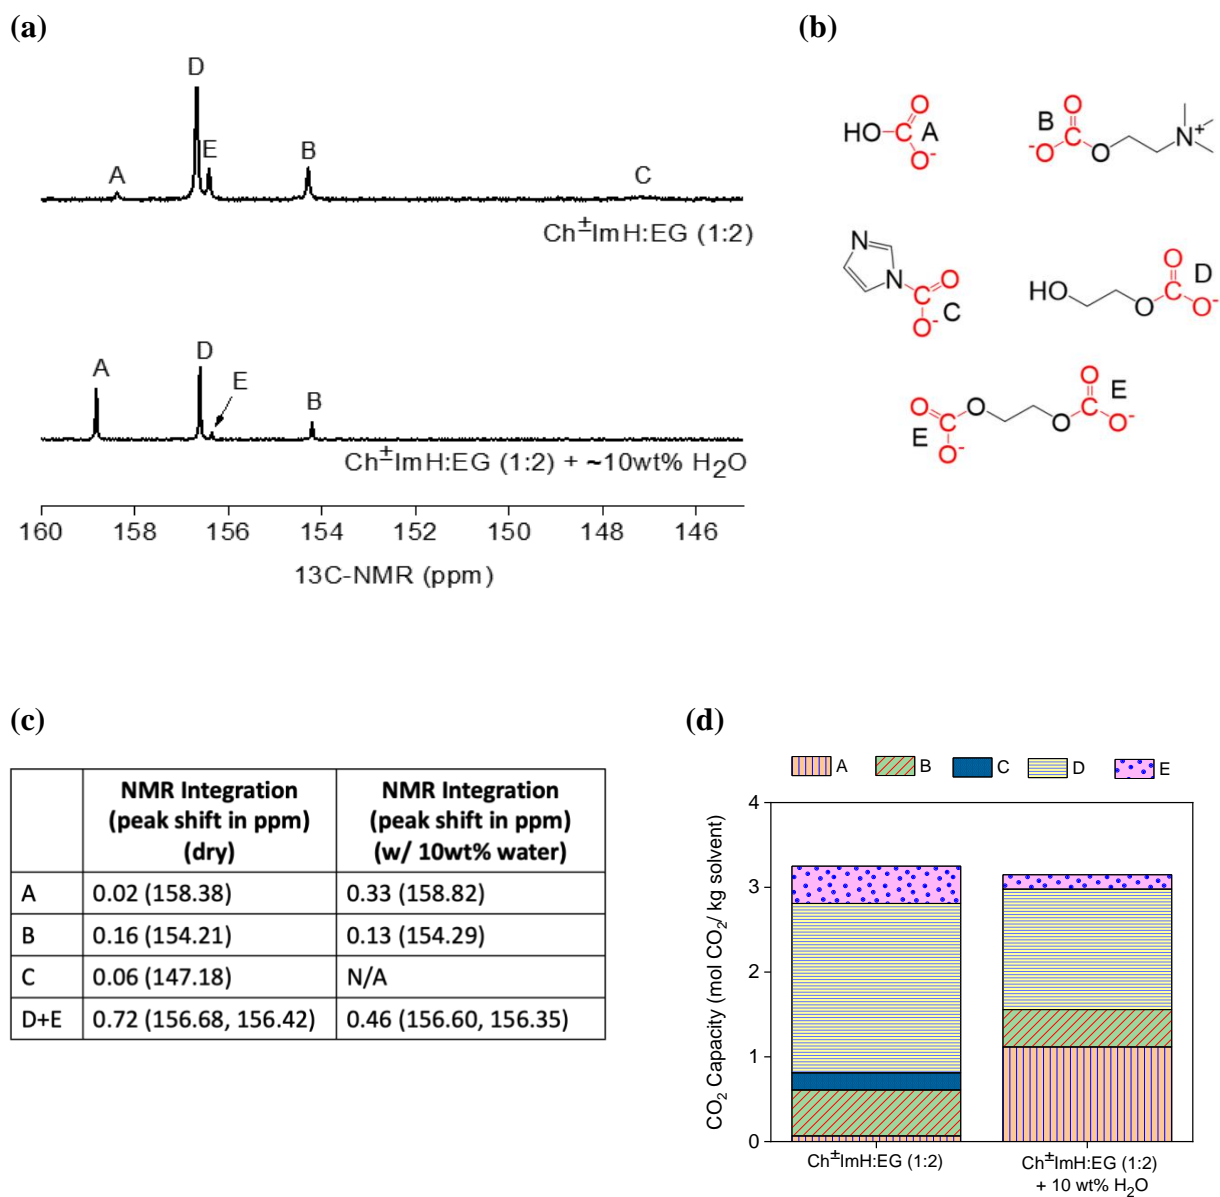 (a)
D
E
A
B
C
Ch±ImH:EG (1:2)
A
D
E
B
Ch±ImH:EG (1:2) + ~10wt% H2O
160 158 156 154 152 150 148 146
13C-NMR (ppm)
(b)
HO C O A O-
B O C -O O N+
N N C O O- C
HO O C O D O-
O C O O C O E O-
E O-
(c)
NMR Integration (peak shift in ppm) (dry)
NMR Integration (peak shift in ppm) (w/ 10wt% water)
A 0.02 (158.38) 0.33 (158.82)
B 0.16 (154.21) 0.13 (154.29)
C 0.06 (147.18) N/A
D+E 0.72 (156.68, 156.42) 0.46 (156.60, 156.35)
(d)
A B C D E
CO2 Capacity (mol CO2/ kg solvent)
4
3
2
1
0
Ch±ImH:EG (1:2)
Ch±ImH:EG (1:2)
+ 10 wt% H2O